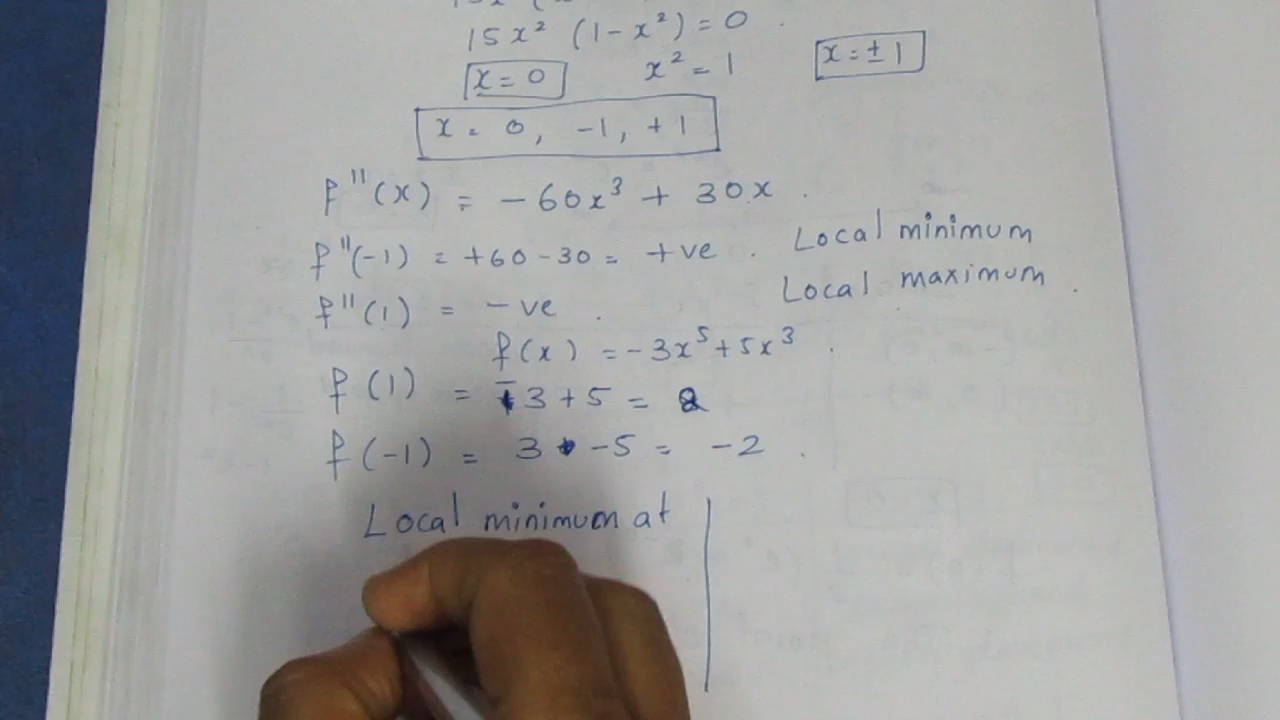 15x² (1-x²) = 0
x = 0 x² = 1 x = ± 1
x = 0, -1, +1
f"(x) = -60x³ + 30x.
f"(-1) = +60-30 = +ve. Local minimum
f"(1) = -ve. Local maximum.
f(x) = -3x⁵+5x³.
f(1) = -3+5 = 2
f(-1) = 3 -5 = -2.
Local minimum at